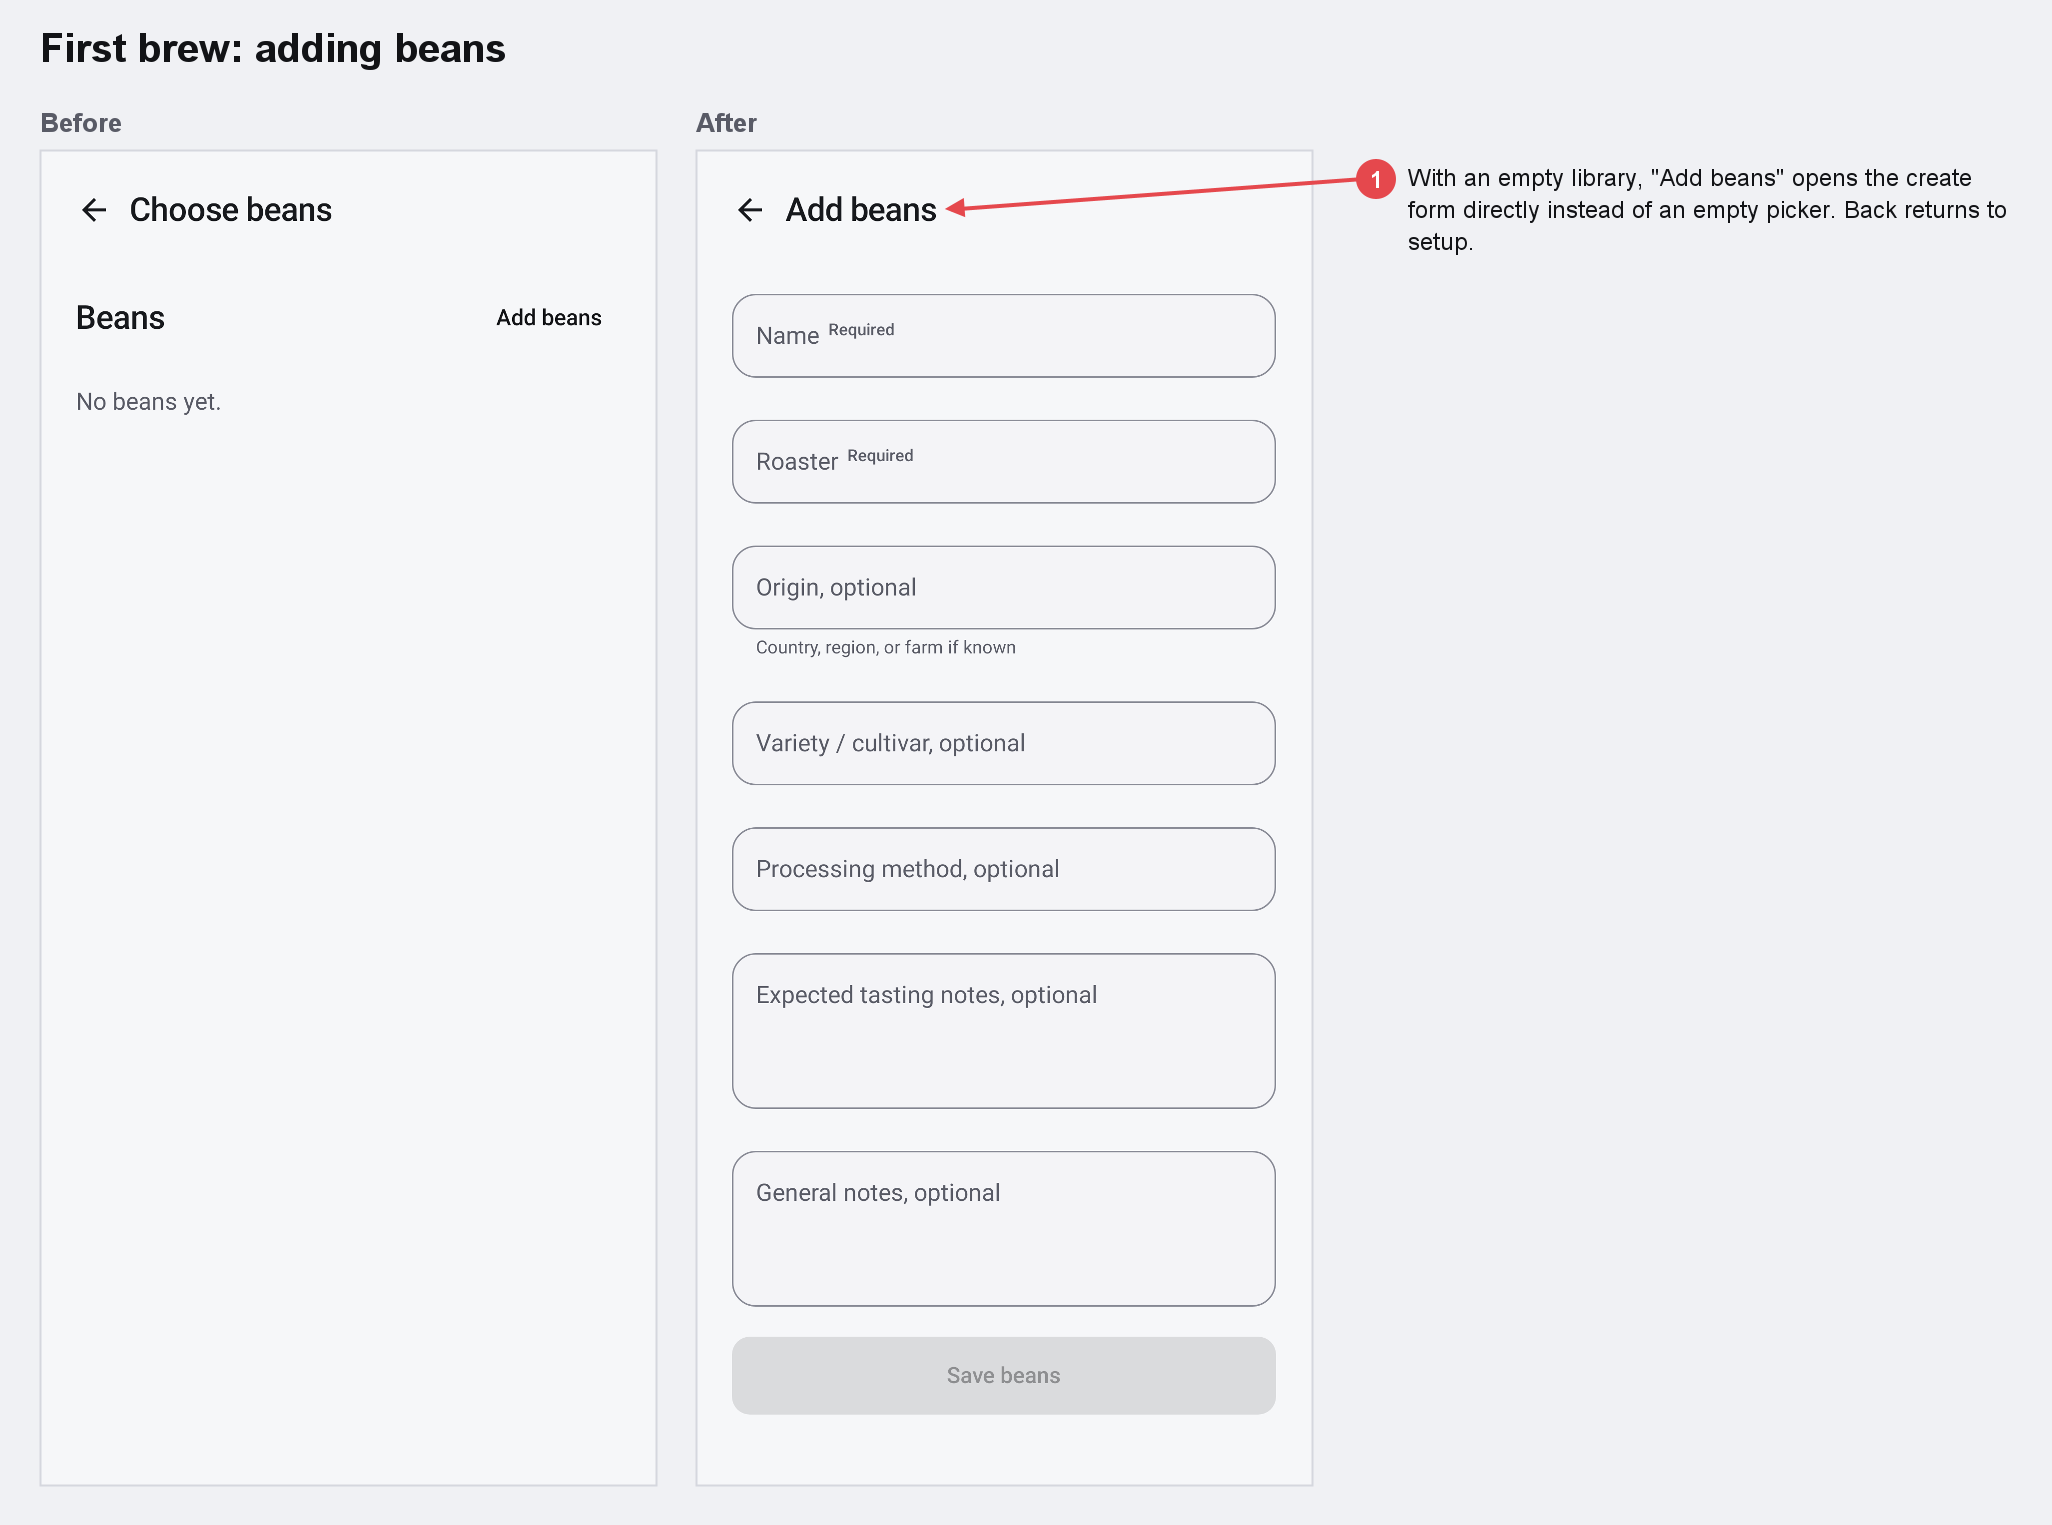 First brew: adding beans
Before
After
Choose beans
Beans
Add beans
No beans yet.
Add beans
Name Required
Roaster Required
Origin, optional
Country, region, or farm if known
Variety / cultivar, optional
Processing method, optional
Expected tasting notes, optional
General notes, optional
Save beans
1
With an empty library, "Add beans" opens the create
form directly instead of an empty picker. Back returns to
setup.